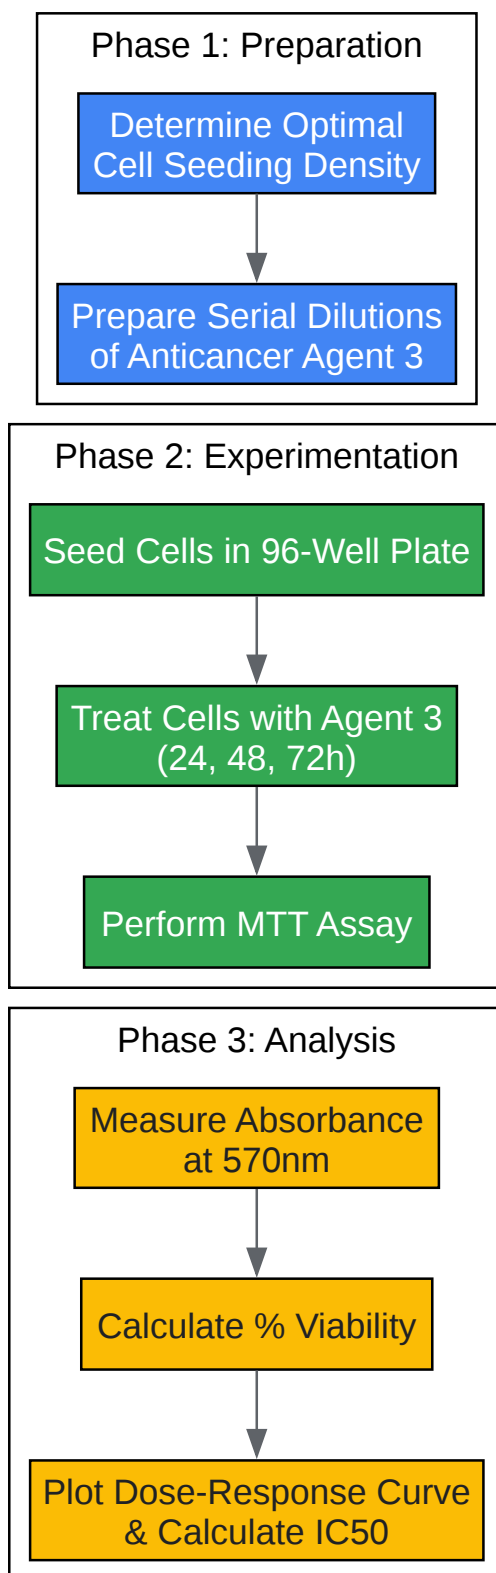 Phase 1: Preparation
Determine Optimal
Cell Seeding Density
Prepare Serial Dilutions
of Anticancer Agent 3
Phase 2: Experimentation
Seed Cells in 96-Well Plate
Treat Cells with Agent 3
(24, 48, 72h)
Perform MTT Assay
Phase 3: Analysis
Measure Absorbance
at 570nm
Calculate % Viability
Plot Dose-Response Curve
& Calculate IC50